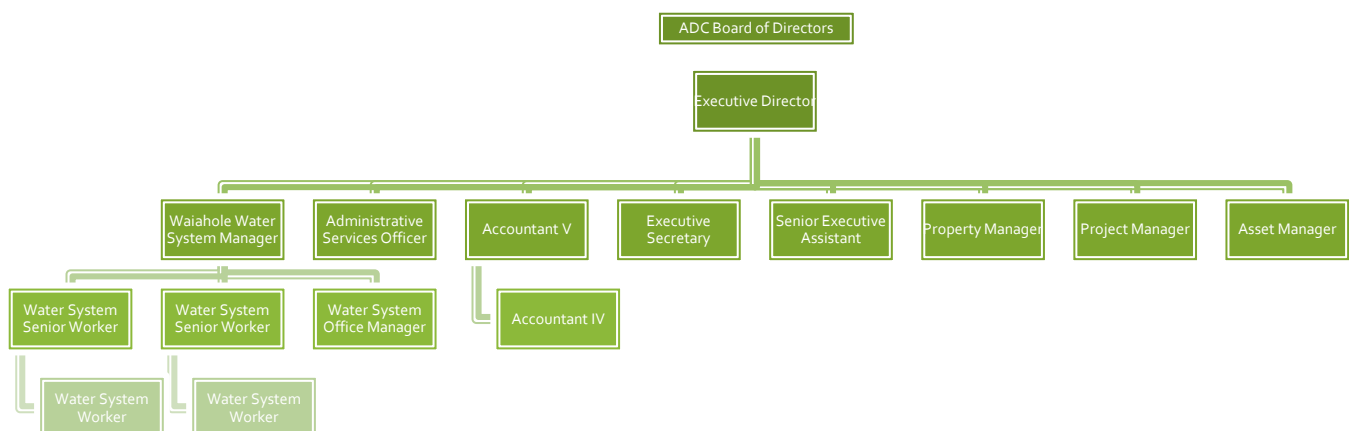 ADC Board of Directors
Executive Director
Waiahole Water
System Manager
Administrative
Services Officer
Accountant V
Executive
Secretary
Senior Executive
Assistant
Property Manager
Project Manager
Asset Manager
Water System
Senior Worker
Water System
Senior Worker
Water System
Office Manager
Accountant IV
Water System
Worker
Water System
Worker